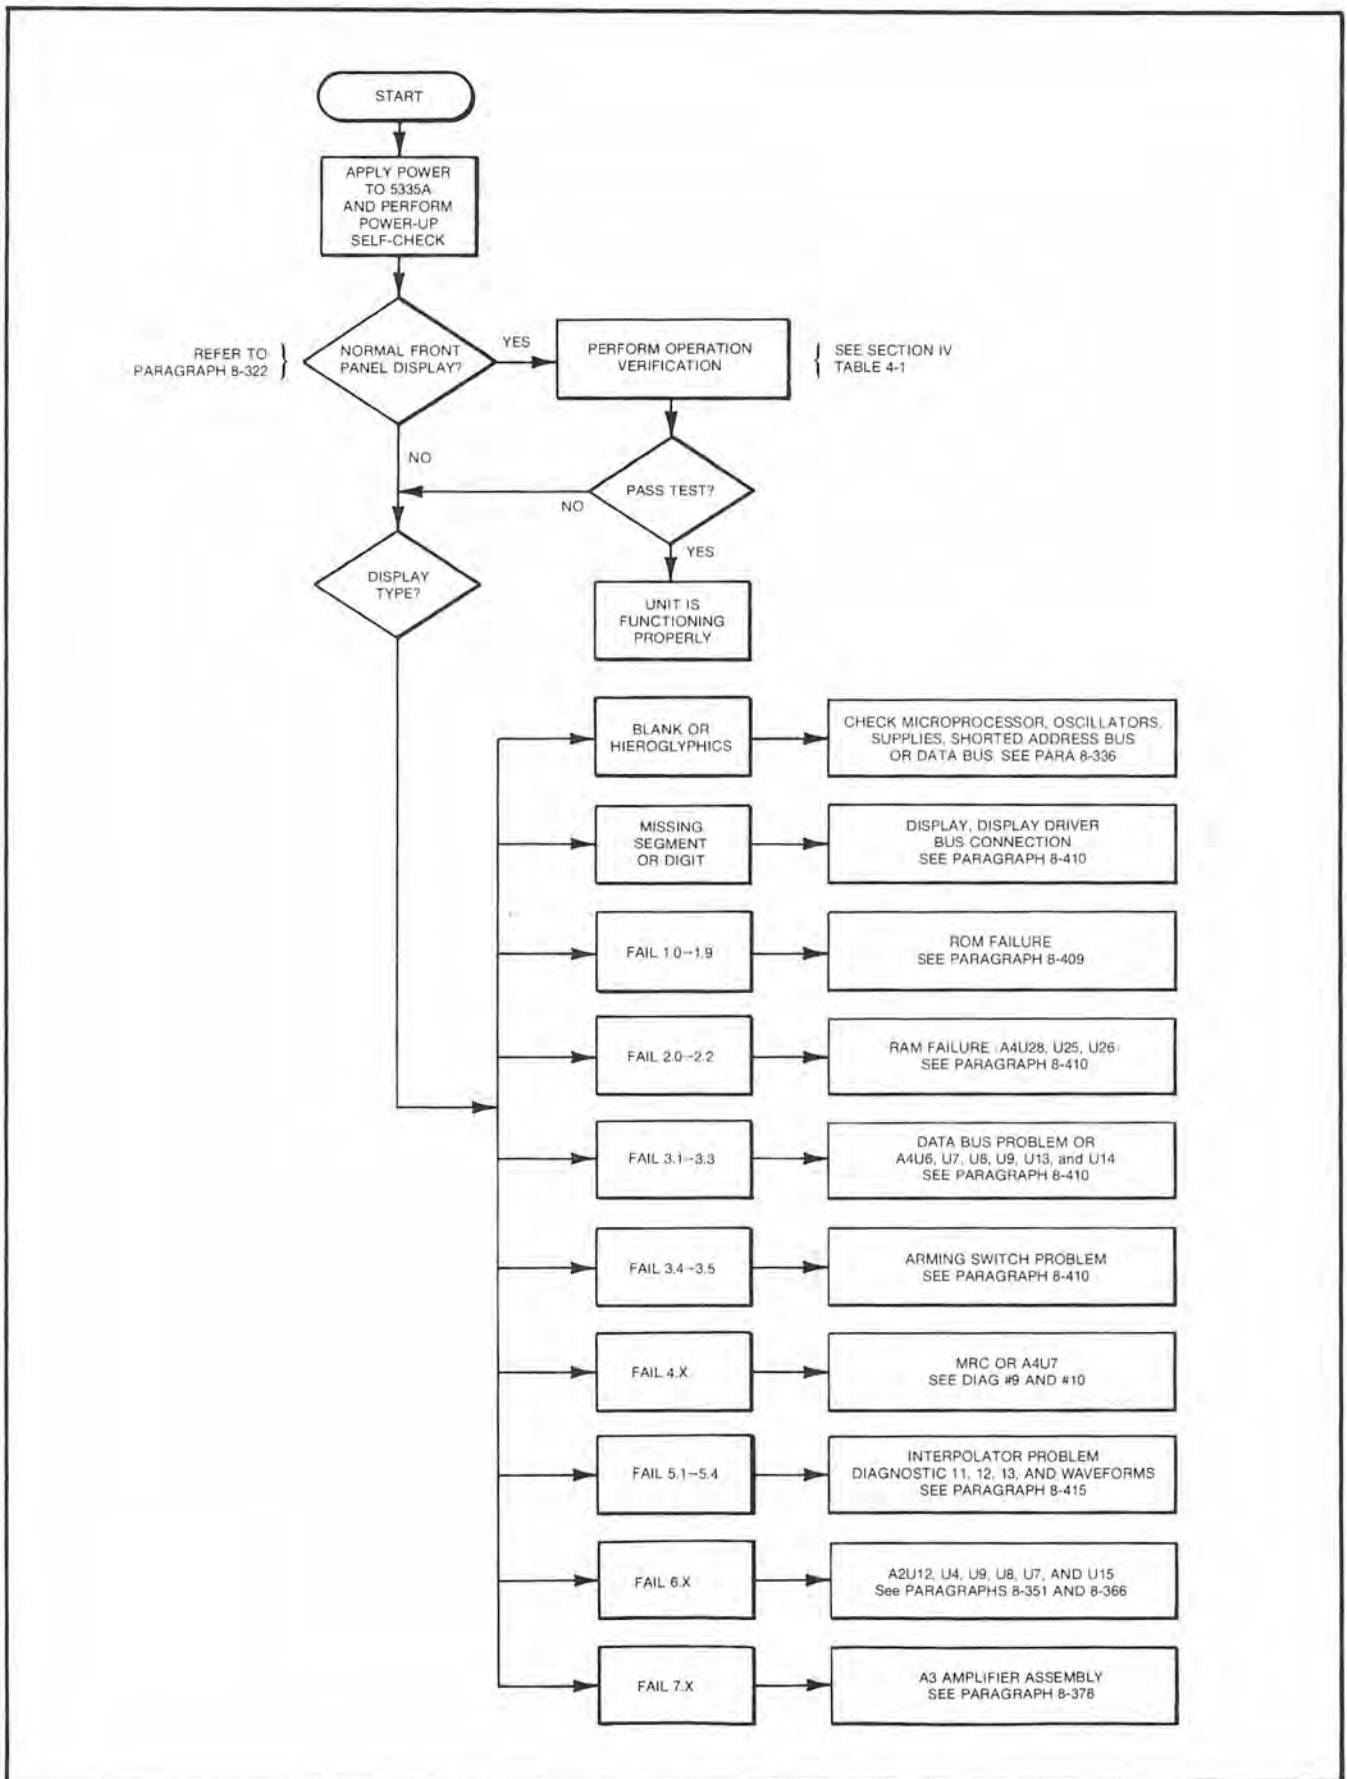 START
APPLY POWER
TO 5335A
AND PERFORM
POWER-UP
SELF-CHECK
REFER TO
PARAGRAPH 8-322
NORMAL FRONT
PANEL DISPLAY?
YES
PERFORM OPERATION
VERIFICATION
SEE SECTION IV
TABLE 4-1
NO
PASS TEST?
NO
YES
DISPLAY
TYPE?
UNIT IS
FUNCTIONING
PROPERLY
BLANK OR
HIEROGLYPHICS
CHECK MICROPROCESSOR, OSCILLATORS,
SUPPLIES, SHORTED ADDRESS BUS
OR DATA BUS. SEE PARA 8-336
MISSING
SEGMENT
OR DIGIT
DISPLAY, DISPLAY DRIVER
BUS CONNECTION
SEE PARAGRAPH 8-410
FAIL 1.0--1.9
ROM FAILURE
SEE PARAGRAPH 8-409
FAIL 2.0--2.2
RAM FAILURE (A4U28, U25, U26)
SEE PARAGRAPH 8-410
FAIL 3.1--3.3
DATA BUS PROBLEM OR
A4U6, U7, U8, U9, U13, and U14
SEE PARAGRAPH 8-410
FAIL 3.4--3.5
ARMING SWITCH PROBLEM
SEE PARAGRAPH 8-410
FAIL 4.X
MRC OR A4U7
SEE DIAG #9 AND #10
FAIL 5.1--5.4
INTERPOLATOR PROBLEM
DIAGNOSTIC 11, 12, 13, AND WAVEFORMS
SEE PARAGRAPH 8-415
FAIL 6.X
A2U12, U4, U9, U8, U7, AND U15
See PARAGRAPHS 8-351 AND 8-366
FAIL 7.X
A3 AMPLIFIER ASSEMBLY
SEE PARAGRAPH 8-378